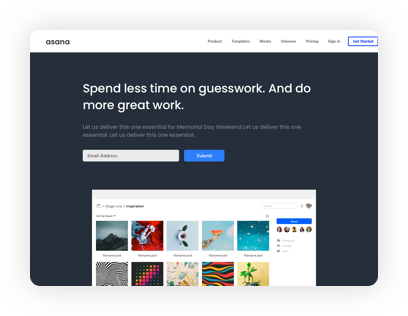 asana
Product Templates Blocks Universe Pricing Sign in Get Started
Spend less time on guesswork. And do
more great work.
Let us deliver this one essential for Memorial Day Weekend Let us deliver this one
essential. Let us deliver this one essential.
Email Address Submit
Inspiration
Filename.psd Filename.psd Filename.psd Filename.psd Filename.psd